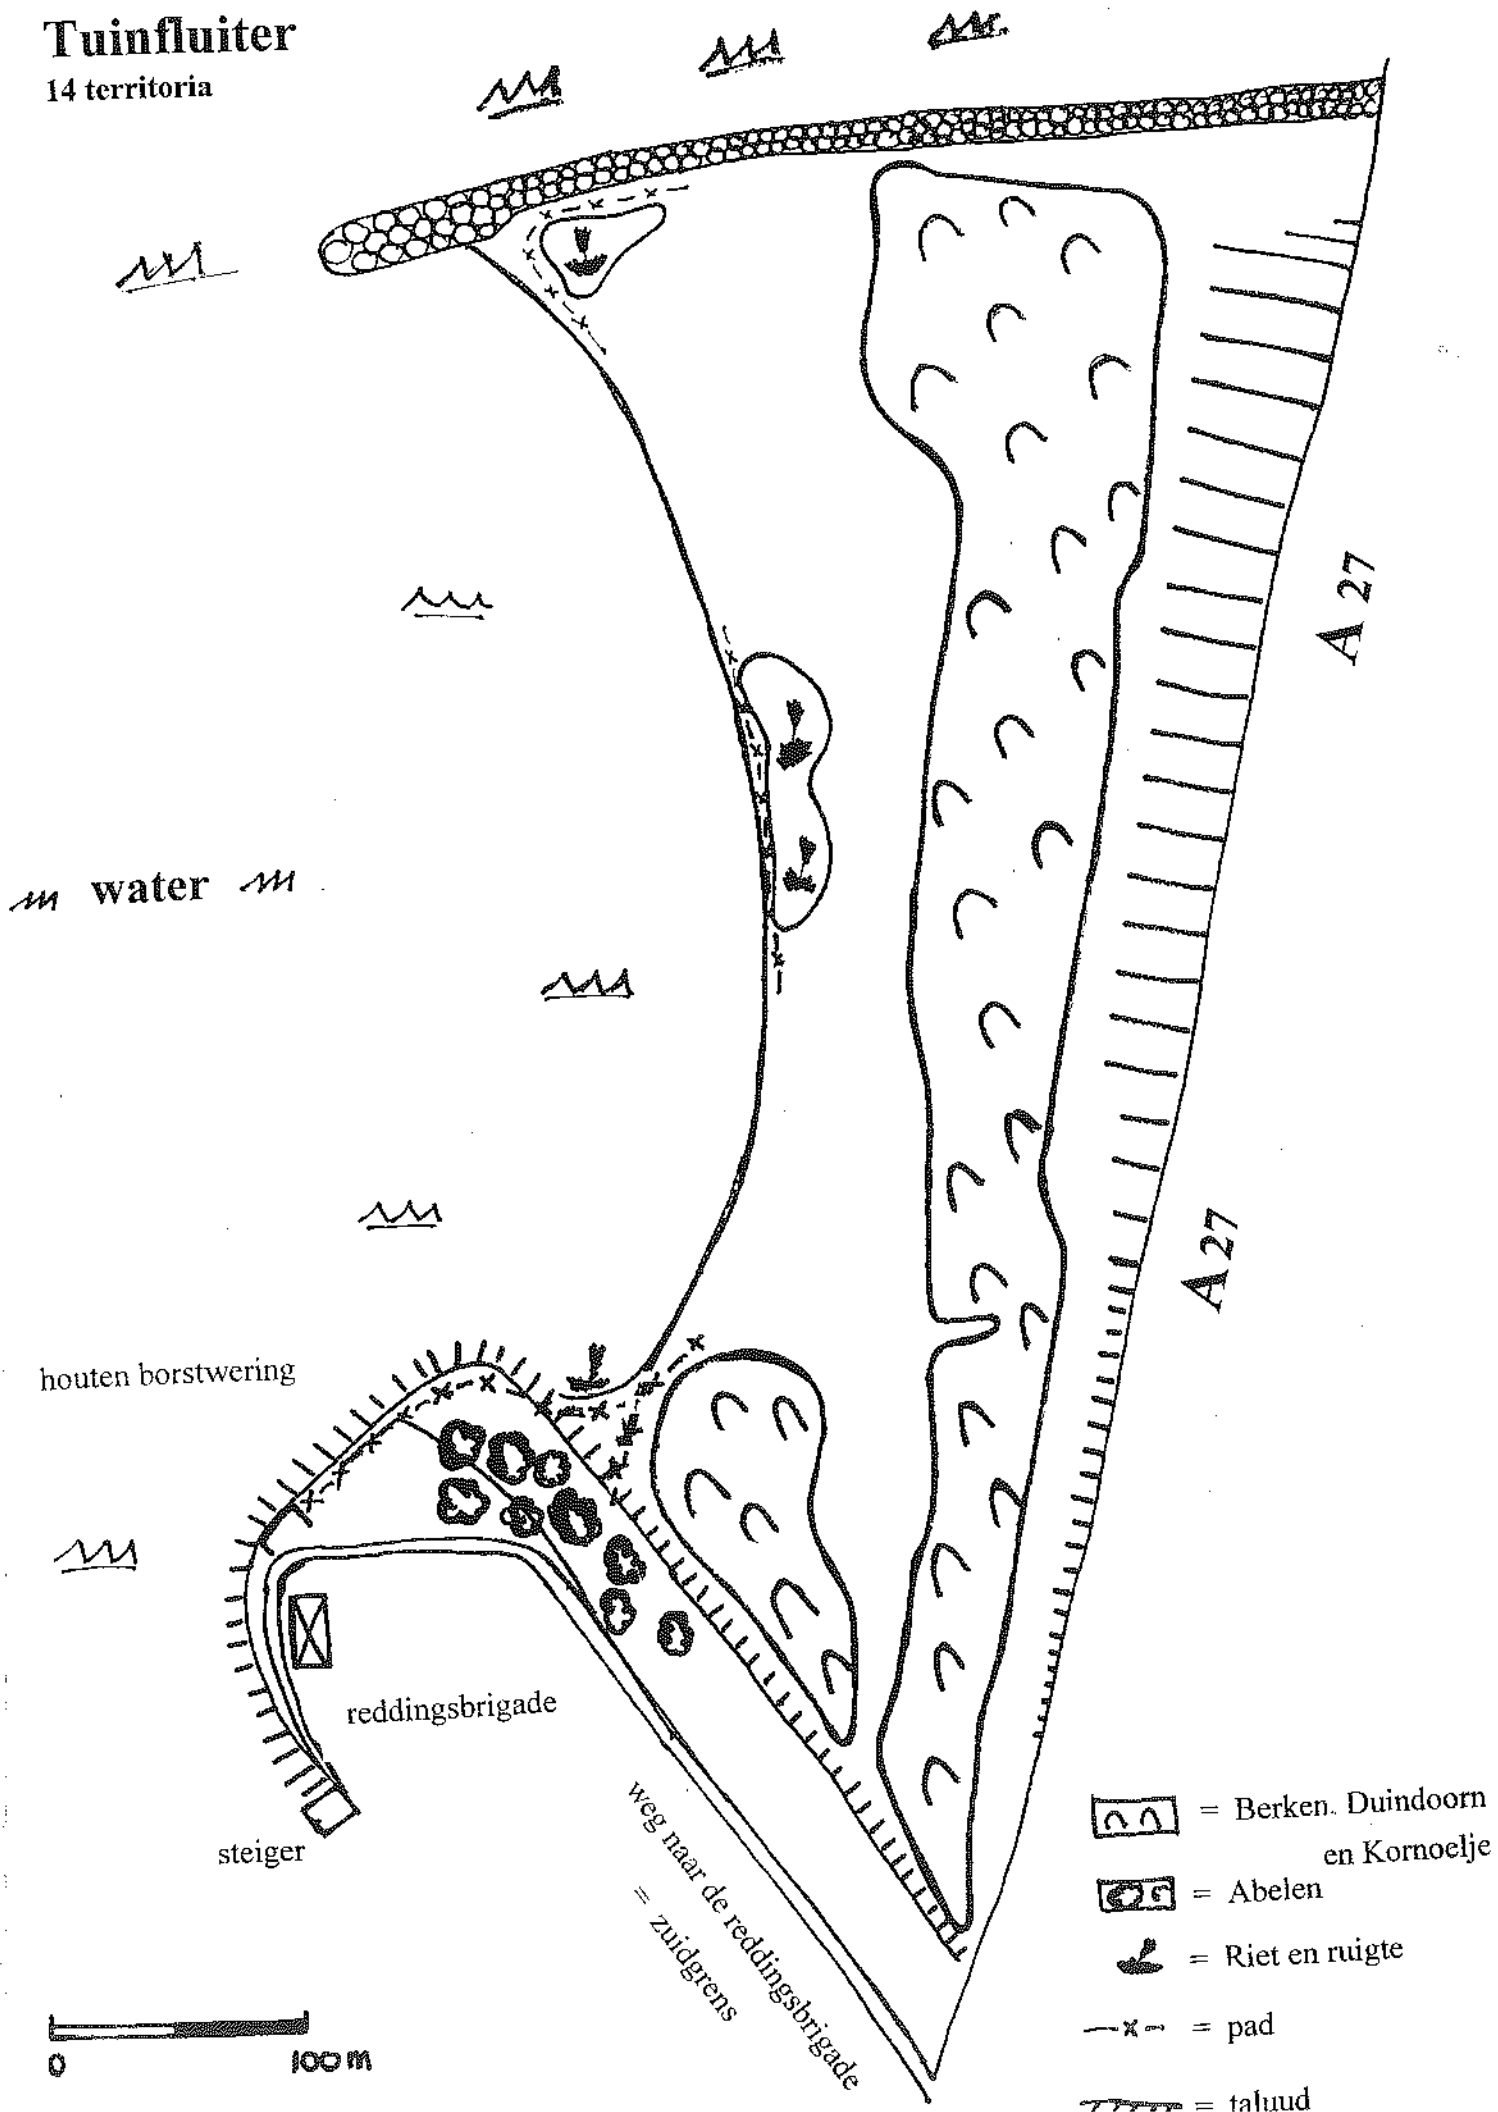 Tuinfluiter
14 territoria
A 27
water
A 27
houten borstwering
reddingsbrigade
steiger
weg naar de reddingsbrigade
= zuidgrens
= Berken. Duindoorn
en Kornoelje
= Abelen
= Riet en ruigte
= pad
= taluud
0 100 m